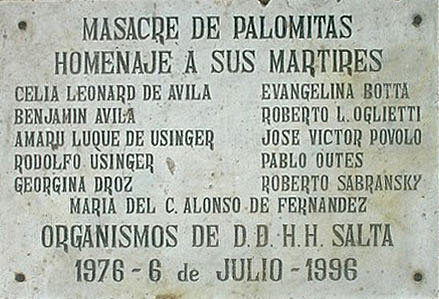 MASACRE DE PALOMITAS
HOMENAJE A SUS MARTIRES
CELIA LEONARD DE AVILA
BENJAMIN AVILA
AMARU LUQUE DE USINGER
RODOLFO USINGER
GEORGINA DROZ
EVANGELINA BOTTA
ROBERTO L. OGLIETTI
JOSE VICTOR POVOLO
PABLO OUTES
ROBERTO SABRANSKY
MARIA DEL C. ALONSO DE FERNANDEZ
ORGANISMOS DE D.D.H.H. SALTA
1976 - 6 de JULIO - 1996